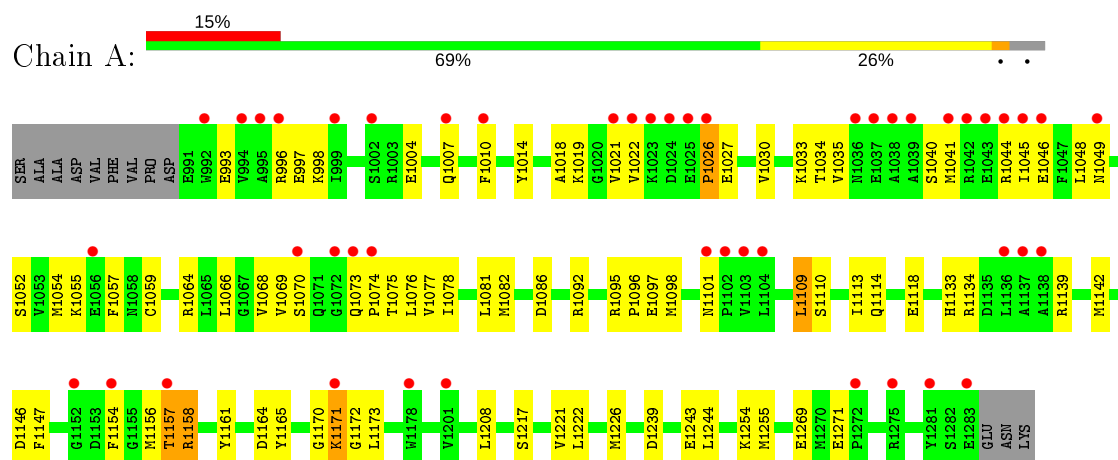 15%
Chain A:
69% 26% • •
SER ALA ALA ASP VAL PHE VAL PRO ASP E991 W992 E993 V994 A995 R996 E997 K998 I999 S1002 R1003 E1004 Q1007 F1010 Y1014 A1018 K1019 G1020 V1021 V1022 K1023 D1024 E1025 P1026 E1027 V1030 K1033 T1034 V1035 N1036 E1037 A1038 A1039 S1040 M1041 R1042 E1043 R1044 I1045 E1046 F1047 L1048 N1049
S1052 V1053 M1054 K1055 E1056 F1057 N1058 C1059 R1064 L1065 L1066 G1067 V1068 V1069 S1070 Q1071 G1072 Q1073 P1074 T1075 L1076 V1077 I1078 L1081 M1082 D1086 R1092 R1095 P1096 E1097 M1098 N1101 P1102 V1103 L1104 L1109 S1110 I1113 Q1114 E1118 H1133 R1134 D1135 L1136 A1137 A1138 R1139 M1142
D1146 F1147 G1152 D1153 F1154 G1155 M1156 T1157 R1158 Y1161 D1164 Y1165 G1170 K1171 G1172 L1173 W1178 V1201 L1208 S1217 V1221 L1222 M1226 D1239 E1243 L1244 K1254 M1255 E1269 M1270 E1271 P1272 R1275 Y1281 S1282 E1283 GLU ASN LYS